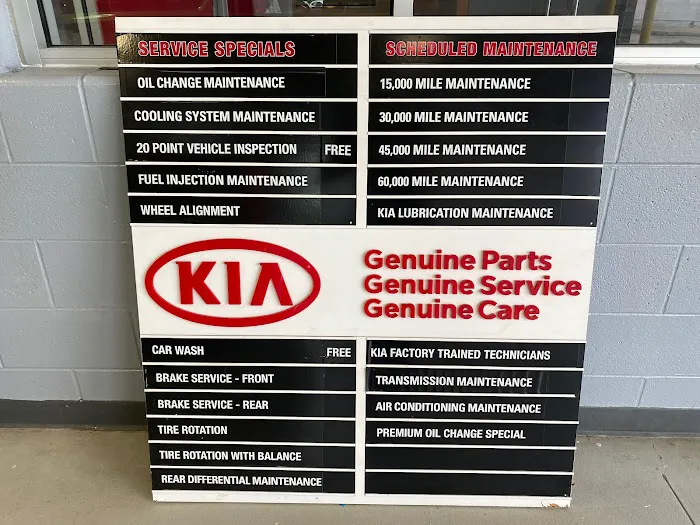 SERVICE SPECIALS
OIL CHANGE MAINTENANCE
COOLING SYSTEM MAINTENANCE
20 POINT VEHICLE INSPECTION FREE
FUEL INJECTION MAINTENANCE
WHEEL ALIGNMENT
SCHEDULED MAINTENANCE
15,000 MILE MAINTENANCE
30,000 MILE MAINTENANCE
45,000 MILE MAINTENANCE
60,000 MILE MAINTENANCE
KIA LUBRICATION MAINTENANCE
KIA
Genuine Parts
Genuine Service
Genuine Care
CAR WASH FREE
BRAKE SERVICE - FRONT
BRAKE SERVICE - REAR
TIRE ROTATION
TIRE ROTATION WITH BALANCE
REAR DIFFERENTIAL MAINTENANCE
KIA FACTORY TRAINED TECHNICIANS
TRANSMISSION MAINTENANCE
AIR CONDITIONING MAINTENANCE
PREMIUM OIL CHANGE SPECIAL